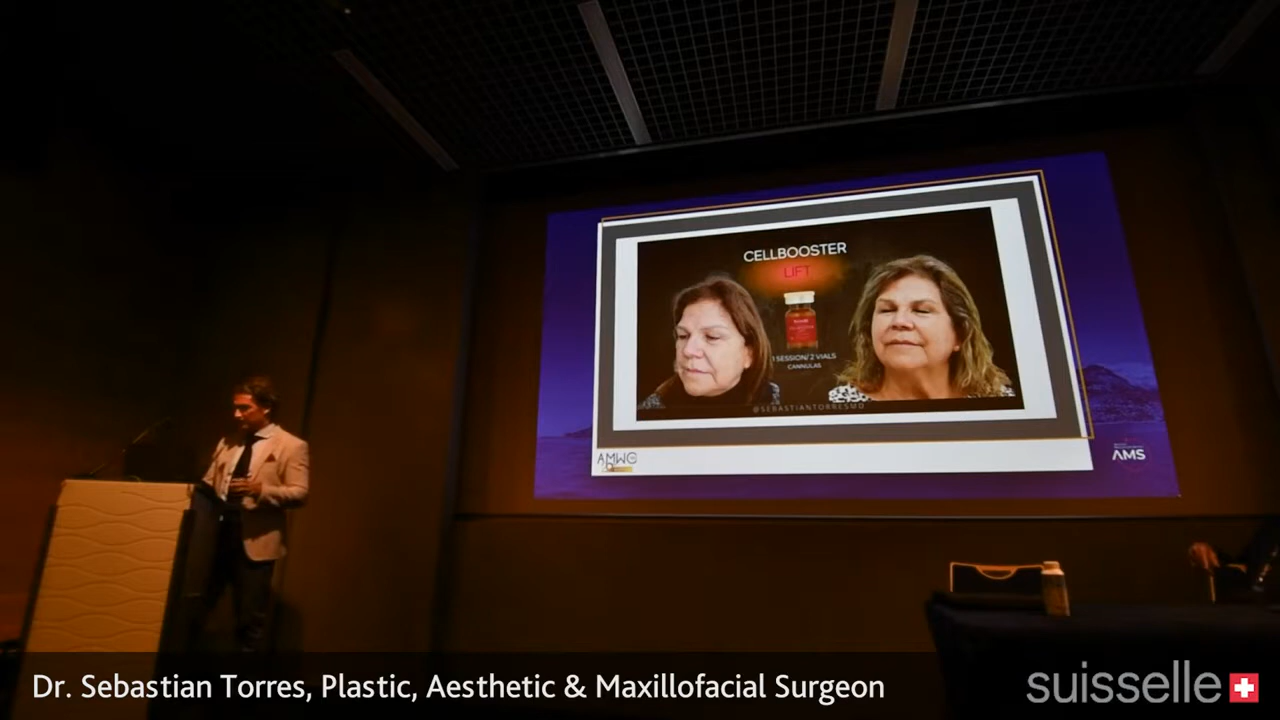 CELLBOOSTER
LIFT
1 SESSION/ 2 VIALS
CANNULAS
@SEBASTIANTORRESMD
AMWC
AMS
Dr. Sebastian Torres, Plastic, Aesthetic & Maxillofacial Surgeon
suisselle